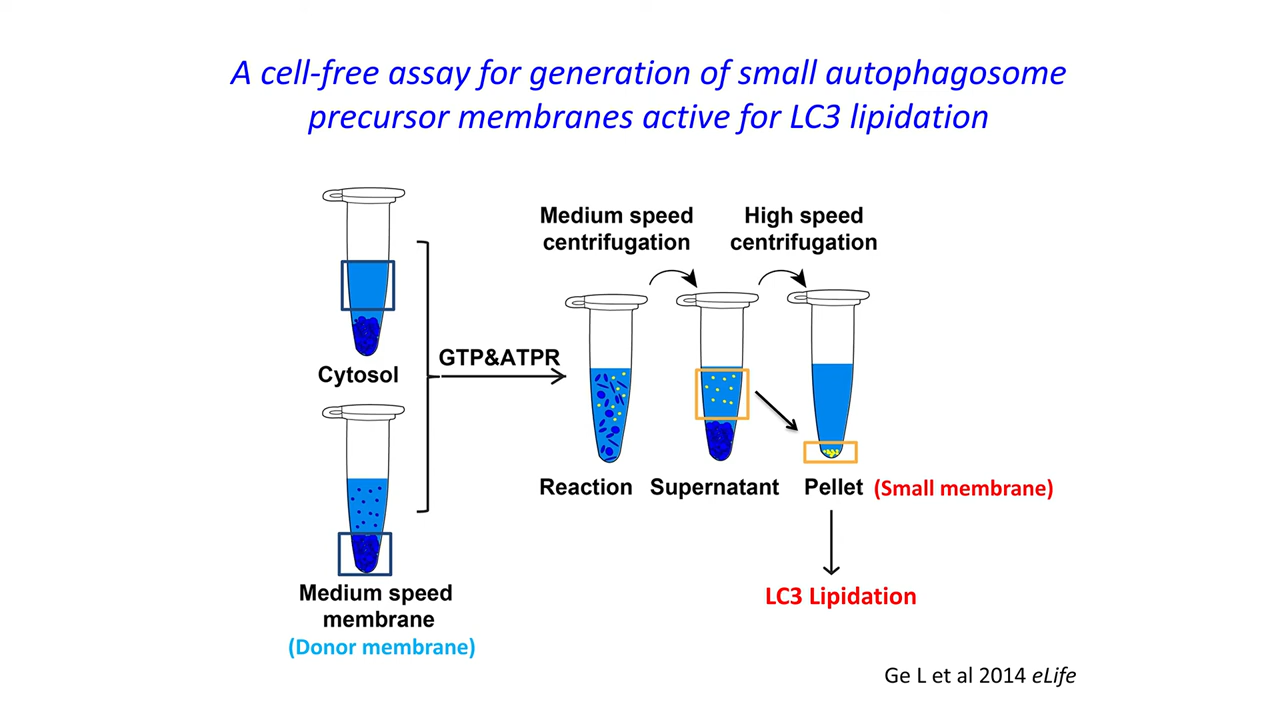 A cell-free assay for generation of small autophagosome
precursor membranes active for LC3 lipidation
Medium speed
centrifugation
High speed
centrifugation
Cytosol
GTP&ATPR
Reaction
Supernatant
Pellet (Small membrane)
Medium speed
membrane
(Donor membrane)
LC3 Lipidation
Ge L et al 2014 eLife